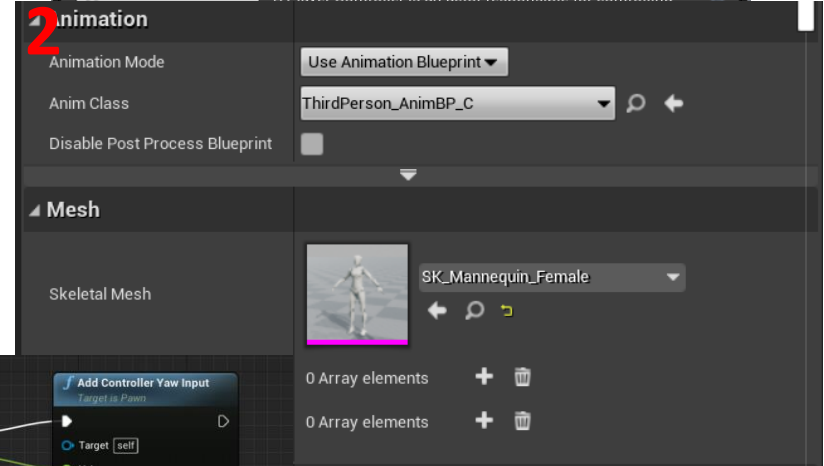 2
Animation
Animation Mode
Use Animation Blueprint
Anim Class
ThirdPerson_AnimBP_C
Disable Post Process Blueprint
Mesh
Skeletal Mesh
SK_Mannequin_Female
0 Array elements
0 Array elements
f Add Controller Yaw Input
Target is Pawn
Target self